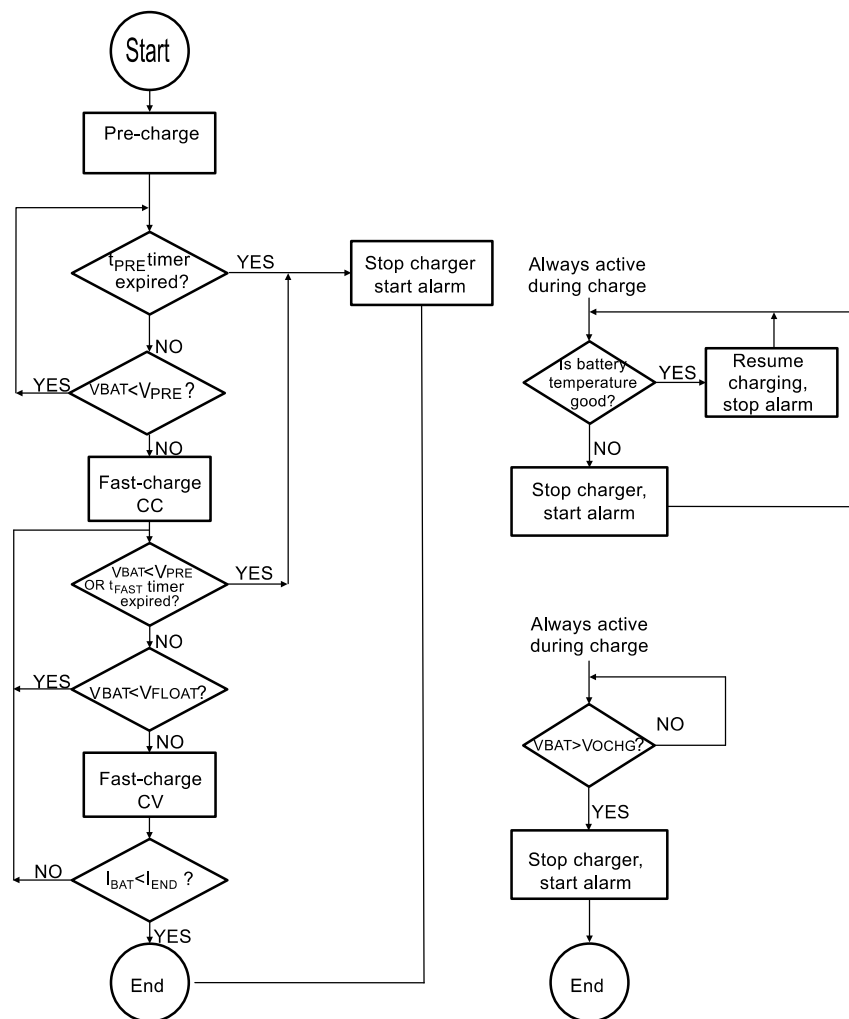 Start
Pre-charge
tPRE timer
expired?
YES
NO
VBAT<VPRE ?
YES
NO
Fast-charge
CC
VBAT<VPRE
OR tFAST timer
expired?
YES
NO
VBAT<VFLOAT?
YES
NO
Fast-charge
CV
IBAT<IEND ?
NO
YES
End
Stop charger
start alarm
Always active
during charge
Is battery
temperature
good?
YES
Resume
charging,
stop alarm
NO
Stop charger,
start alarm
Always active
during charge
VBAT>VOCHG?
NO
YES
Stop charger,
start alarm
End